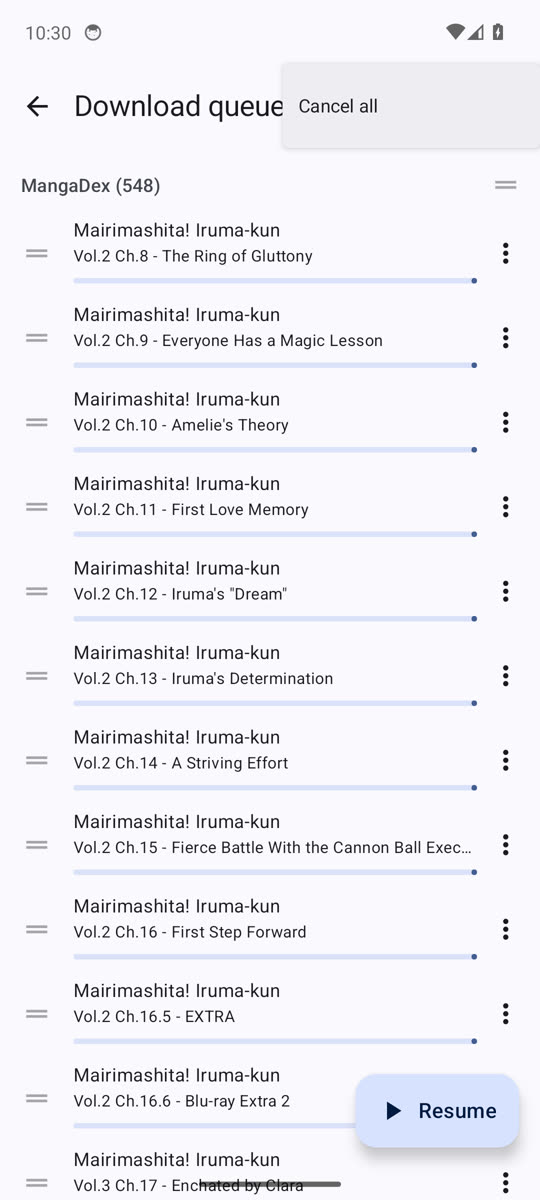 10:30
Download queue
Cancel all
MangaDex (548)
Mairimashita! Iruma-kun
Vol.2 Ch.8 - The Ring of Gluttony
Mairimashita! Iruma-kun
Vol.2 Ch.9 - Everyone Has a Magic Lesson
Mairimashita! Iruma-kun
Vol.2 Ch.10 - Amelie's Theory
Mairimashita! Iruma-kun
Vol.2 Ch.11 - First Love Memory
Mairimashita! Iruma-kun
Vol.2 Ch.12 - Iruma's "Dream"
Mairimashita! Iruma-kun
Vol.2 Ch.13 - Iruma's Determination
Mairimashita! Iruma-kun
Vol.2 Ch.14 - A Striving Effort
Mairimashita! Iruma-kun
Vol.2 Ch.15 - Fierce Battle With the Cannon Ball Exec...
Mairimashita! Iruma-kun
Vol.2 Ch.16 - First Step Forward
Mairimashita! Iruma-kun
Vol.2 Ch.16.5 - EXTRA
Mairimashita! Iruma-kun
Vol.2 Ch.16.6 - Blu-ray Extra 2
Resume
Mairimashita! Iruma-kun
Vol.3 Ch.17 - Enchated by Clara